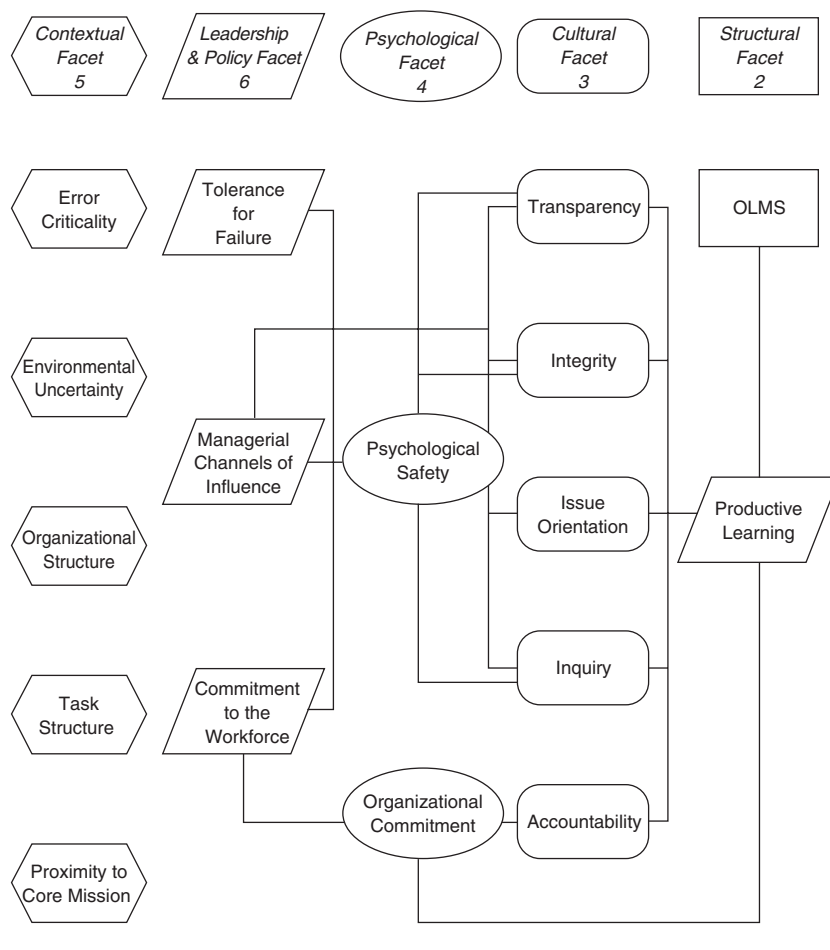 Contextual
Facet
5
Leadership
& Policy Facet
6
Psychological
Facet
4
Cultural
Facet
3
Structural
Facet
2
Error
Criticality
Tolerance
for
Failure
Transparency
OLMS
Environmental
Uncertainty
Integrity
Managerial
Channels of
Influence
Psychological
Safety
Organizational
Structure
Issue
Orientation
Productive
Learning
Task
Structure
Commitment
to the
Workforce
Inquiry
Organizational
Commitment
Accountability
Proximity to
Core Mission